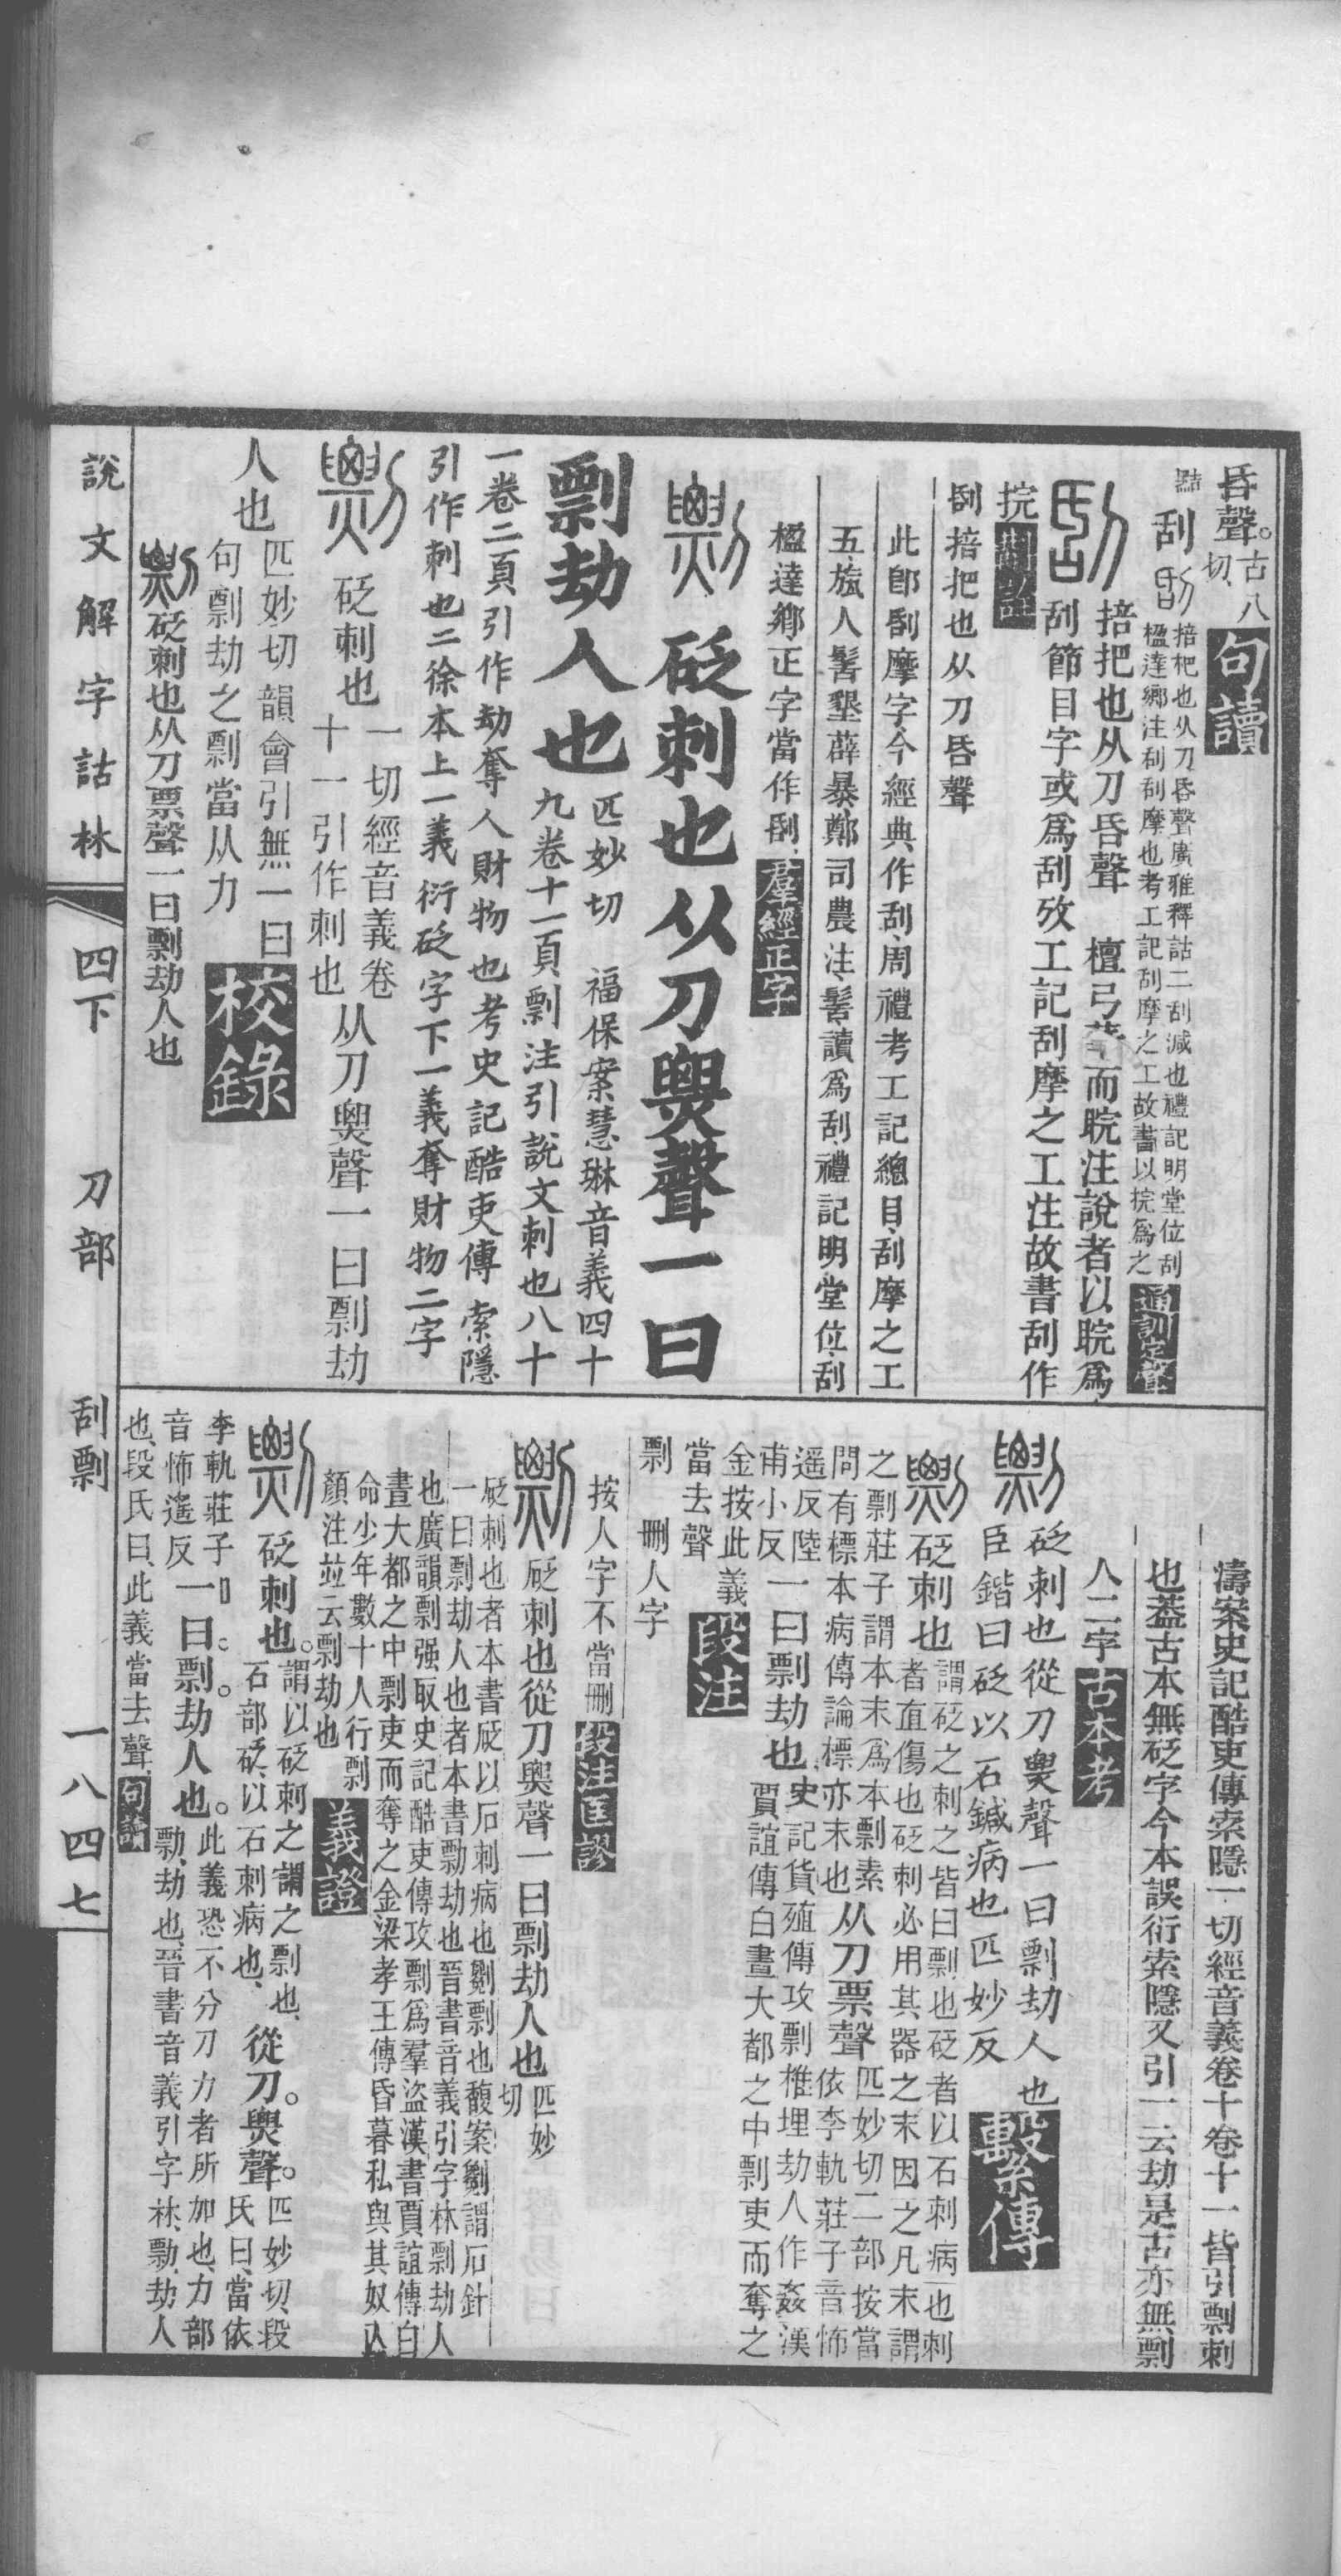 昏聲。古八切、句讀
刮 掊杷也从刀昏聲廣雅釋詁二刮減也禮記明堂位刮
楹達鄉注刮刮摩也考工記刮摩之工故書以捖爲之 通訓定聲
掊把也从刀昏聲 檀弓華而睆注說者以睆爲
刮節目字或爲刮攷工記刮摩之工注故書刮作
捖
掊把也从刀昏聲
此卽刮摩字今經典作刮周禮考工記總目刮摩之工
五㫌人髻墾薜暴鄭司農注髻讀爲刮禮記明堂位刮
楹達鄉正字當作㓡 羣經正字
砭刺也从刀㶾聲一曰
剽劫人也 匹妙切 福保案慧琳音義四十
九卷十一頁剽注引說文刺也八十
一卷二頁引作劫奪人財物也考史記酷吏傳索隱
引作刺也二徐本上一義衍砭字下一義奪財物二字
砭刺也 一切經音義卷
十一引作刺也 从刀㶾聲一曰剽劫
人也 匹妙切韻會引無一曰
句剽劫之剽當从力 校錄
砭刺也从刀票聲一曰剽劫人也
濤案史記酷吏傳索隱一切經音義卷十卷十一皆引剽刺
也葢古本無砭字今本誤衍索隱又引一云劫是古亦無剽
人二字 古本考
砭刺也從刀㶾聲一曰剽劫人也
臣鍇曰砭以石鍼病也匹妙反 繫傳
砭刺也 謂砭之刺之皆曰剽也砭者以石刺病也刺
者直傷也砭刺必用其器之末因之凡末謂
之剽莊子謂本末爲本剽素
問有標本病傳論標亦末也 从刀票聲 匹妙切二部按當
依李軌莊子音怖
遥反陸
甫小反 一曰剽劫也 史記貨殖傳攻剽椎埋劫人作姦漢
賈誼傳白晝大都之中剽吏而奪之
金按此義
當去聲 段注
剽 刪人字
按人字不當刪 段注匡謬
砭刺也從刀㶾聲一曰剽劫人也 匹妙切
砭刺也者本書砭以石刺病也劖剽也馥案劖謂石針
一曰剽劫人也者本書勡劫也晉書音義引字林剽劫人
也廣韻剽强取史記酷吏傳攻剽爲羣盜漢書賈誼傳白
晝大都之中剽吏而奪之金梁孝王傳昏暮私與其奴亡
命少年數十人行剽
顏注竝云剽劫也 義證
砭刺也。 謂以砭刺之謂之剽也、
石部砭、以石刺病也、 從刀。㶾聲。 匹妙切、段
氏曰、當依
李軌莊子
音怖遙反 一曰。剽劫人也。 此義恐不分刀力者所加也、力部
勡、劫也、晉書音義引字林、勡、劫人
也、段氏曰、此義當去聲、句讀
說文解字詁林 四下 刀部 刮剽 一八四七